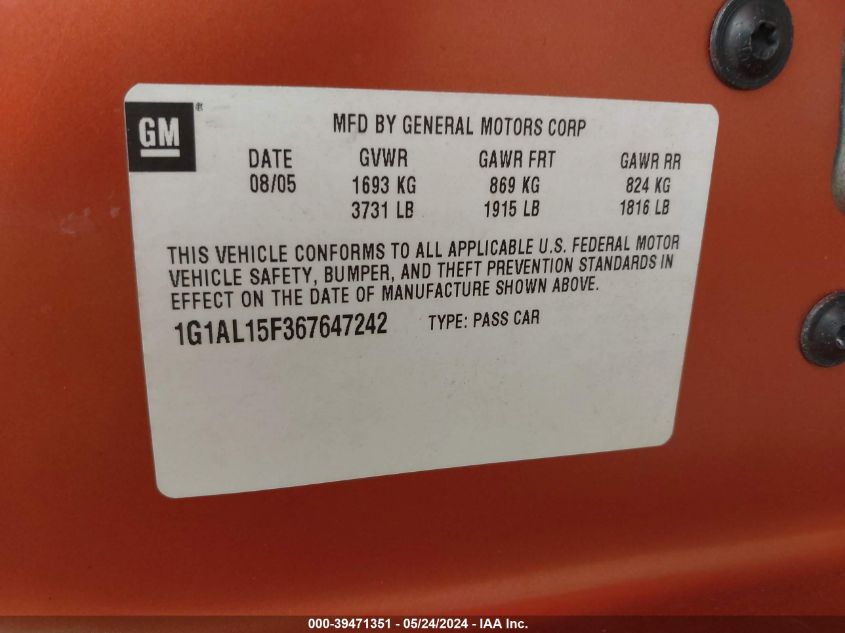 GM®
MFD BY GENERAL MOTORS CORP
DATE GVWR GAWR FRT GAWR RR
08/05 1693 KG 869 KG 824 KG
3731 LB 1915 LB 1816 LB
THIS VEHICLE CONFORMS TO ALL APPLICABLE U.S. FEDERAL MOTOR
VEHICLE SAFETY, BUMPER, AND THEFT PREVENTION STANDARDS IN
EFFECT ON THE DATE OF MANUFACTURE SHOWN ABOVE.
1G1AL15F367647242 TYPE: PASS CAR
000-39471351 - 05/24/2024 - IAA Inc.